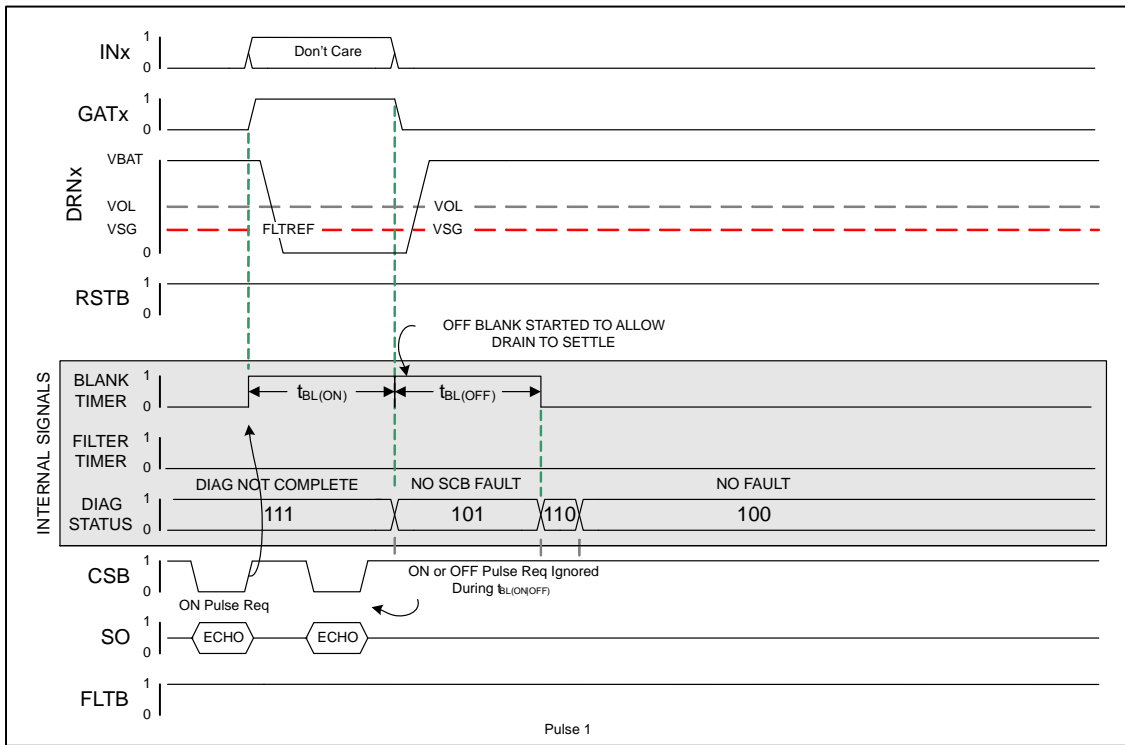 INx
1
0
Don't Care
GATx
1
0
DRNx
VBAT
VOL
VOL
VSG
FLTREF
VSG
0
RSTB
1
0
OFF BLANK STARTED TO ALLOW
DRAIN TO SETTLE
INTERNAL SIGNALS
BLANK
TIMER
1
0
tBL(ON)
tBL(OFF)
FILTER
TIMER
1
0
DIAG NOT COMPLETE
NO SCB FAULT
NO FAULT
DIAG
STATUS
1
0
111
101
110
100
CSB
1
0
ON Pulse Req
ON or OFF Pulse Req Ignored
During tBL(ON|OFF)
SO
ECHO
ECHO
FLTB
1
0
Pulse 1